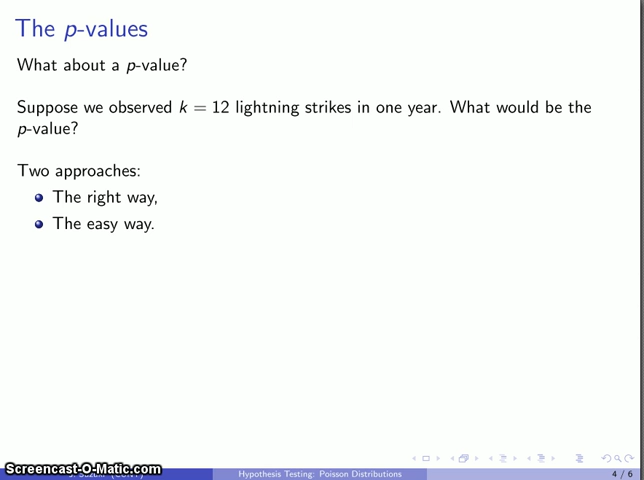 The p-values
What about a p-value?
Suppose we observed k = 12 lightning strikes in one year. What would be the
p-value?
Two approaches:
The right way,
The easy way.
Screencast-O-Matic.com
Hypothesis Testing: Poisson Distributions
4 / 6